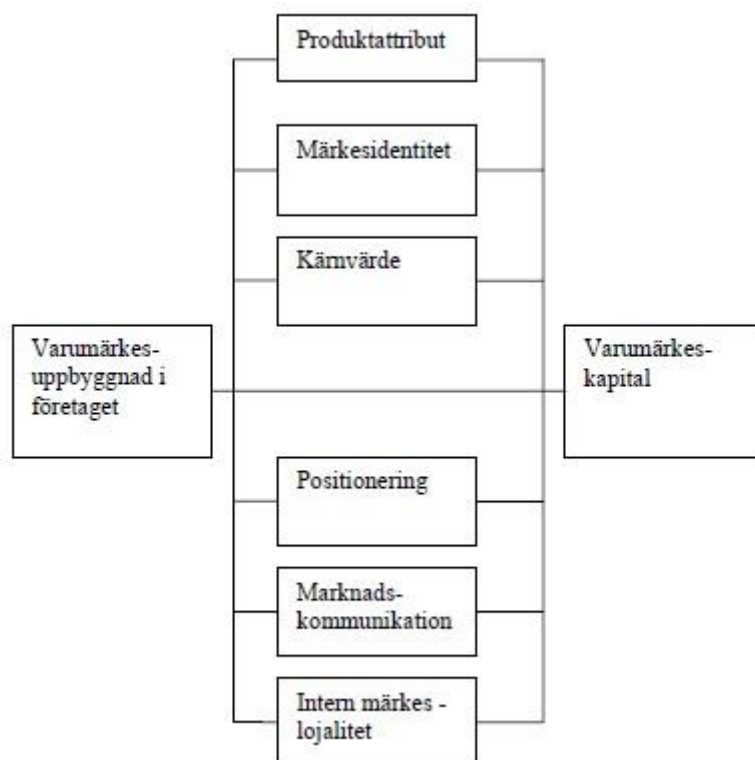 Produktattribut
Märkesidentitet
Kärnvärde
Varumärkes-
uppbyggnad i
företaget
Varumärkes-
kapital
Positionering
Marknads-
kommunikation
Intern märkes -
lojalitet